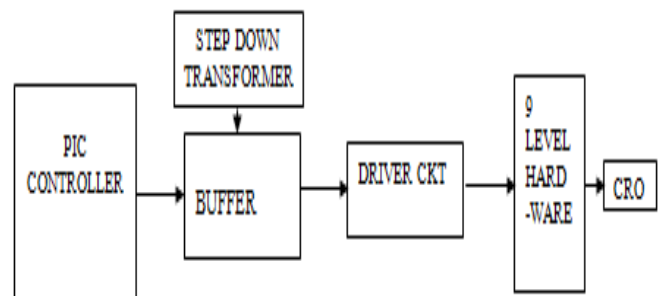 STEP DOWN
TRANSFORMER
PIC
CONTROLLER
BUFFER
DRIVER CKT
9
LEVEL
HARD
-WARE
CRO